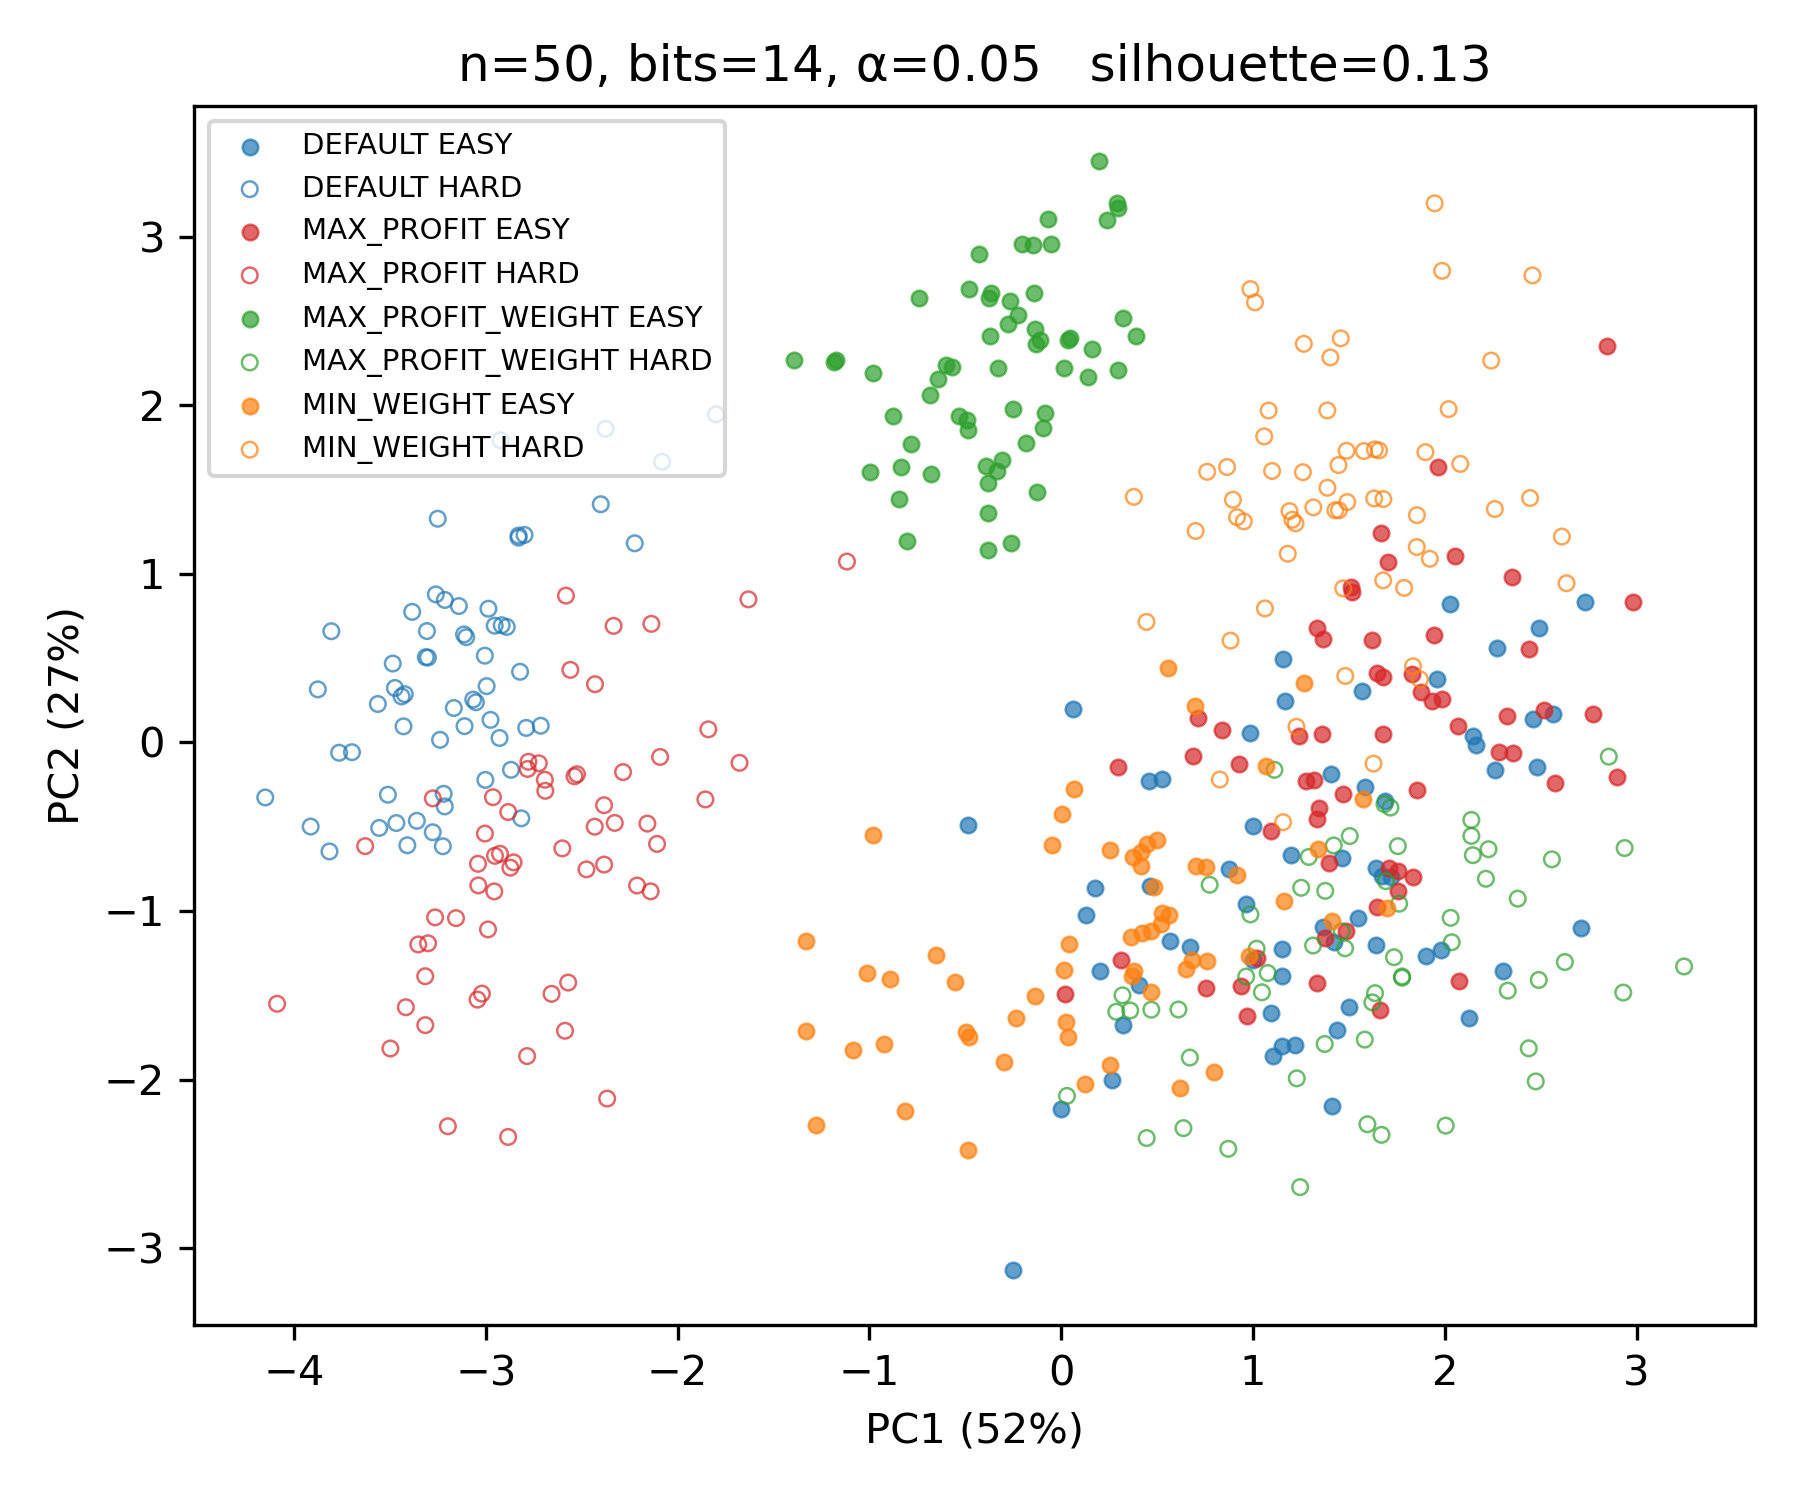 n=50, bits=14, α=0.05   silhouette=0.13
DEFAULT EASY
DEFAULT HARD
MAX_PROFIT EASY
MAX_PROFIT HARD
MAX_PROFIT_WEIGHT EASY
MAX_PROFIT_WEIGHT HARD
MIN_WEIGHT EASY
MIN_WEIGHT HARD
3
2
1
0
−1
−2
−3
PC2 (27%)
−4 −3 −2 −1 0 1 2 3
PC1 (52%)